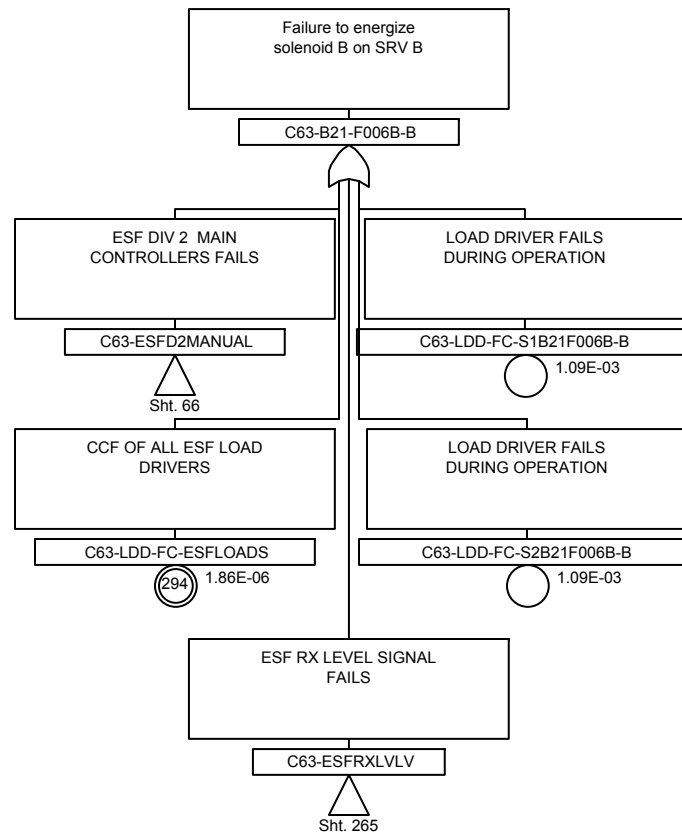 Failure to energize
solenoid B on SRV B
C63-B21-F006B-B
ESF DIV 2 MAIN
CONTROLLERS FAILS
C63-ESFD2MANUAL
Sht. 66
LOAD DRIVER FAILS
DURING OPERATION
C63-LDD-FC-S1B21F006B-B
1.09E-03
CCF OF ALL ESF LOAD
DRIVERS
C63-LDD-FC-ESFLOADS
294
1.86E-06
LOAD DRIVER FAILS
DURING OPERATION
C63-LDD-FC-S2B21F006B-B
1.09E-03
ESF RX LEVEL SIGNAL
FAILS
C63-ESFRXLVLV
Sht. 265